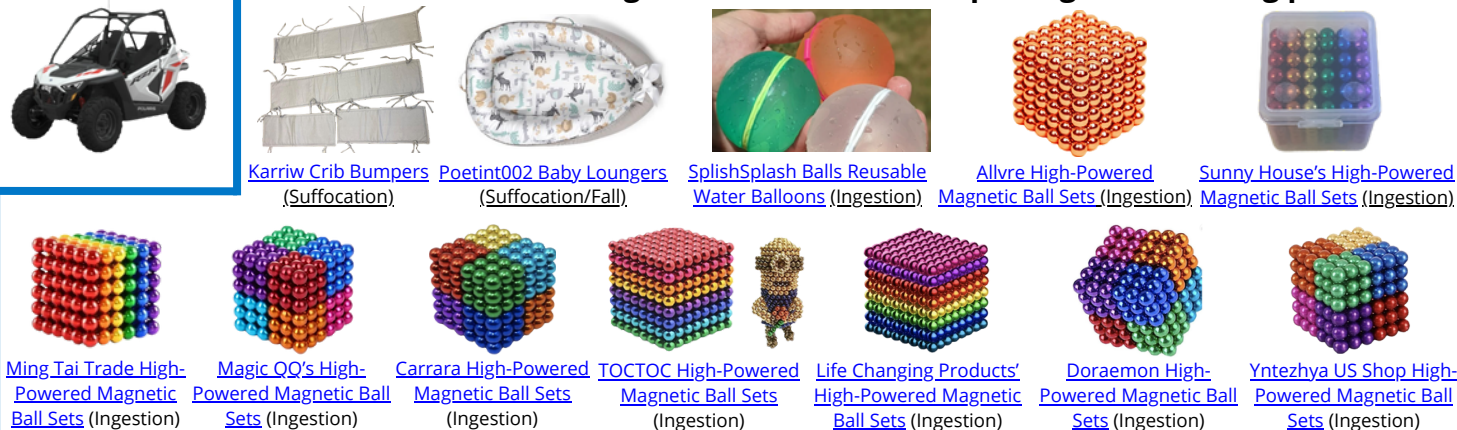 Karriw Crib Bumpers
(Suffocation)
Poetint002 Baby Loungers
(Suffocation/Fall)
SplishSplash Balls Reusable
Water Balloons (Ingestion)
Allvre High-Powered
Magnetic Ball Sets (Ingestion)
Sunny House’s High-Powered
Magnetic Ball Sets (Ingestion)
Ming Tai Trade High-
Powered Magnetic
Ball Sets (Ingestion)
Magic QQ’s High-
Powered Magnetic Ball
Sets (Ingestion)
Carrara High-Powered
Magnetic Ball Sets
(Ingestion)
TOCTOC High-Powered
Magnetic Ball Sets
(Ingestion)
Life Changing Products’
High-Powered Magnetic
Ball Sets (Ingestion)
Doraemon High-
Powered Magnetic Ball
Sets (Ingestion)
Yntezhya US Shop High-
Powered Magnetic Ball
Sets (Ingestion)